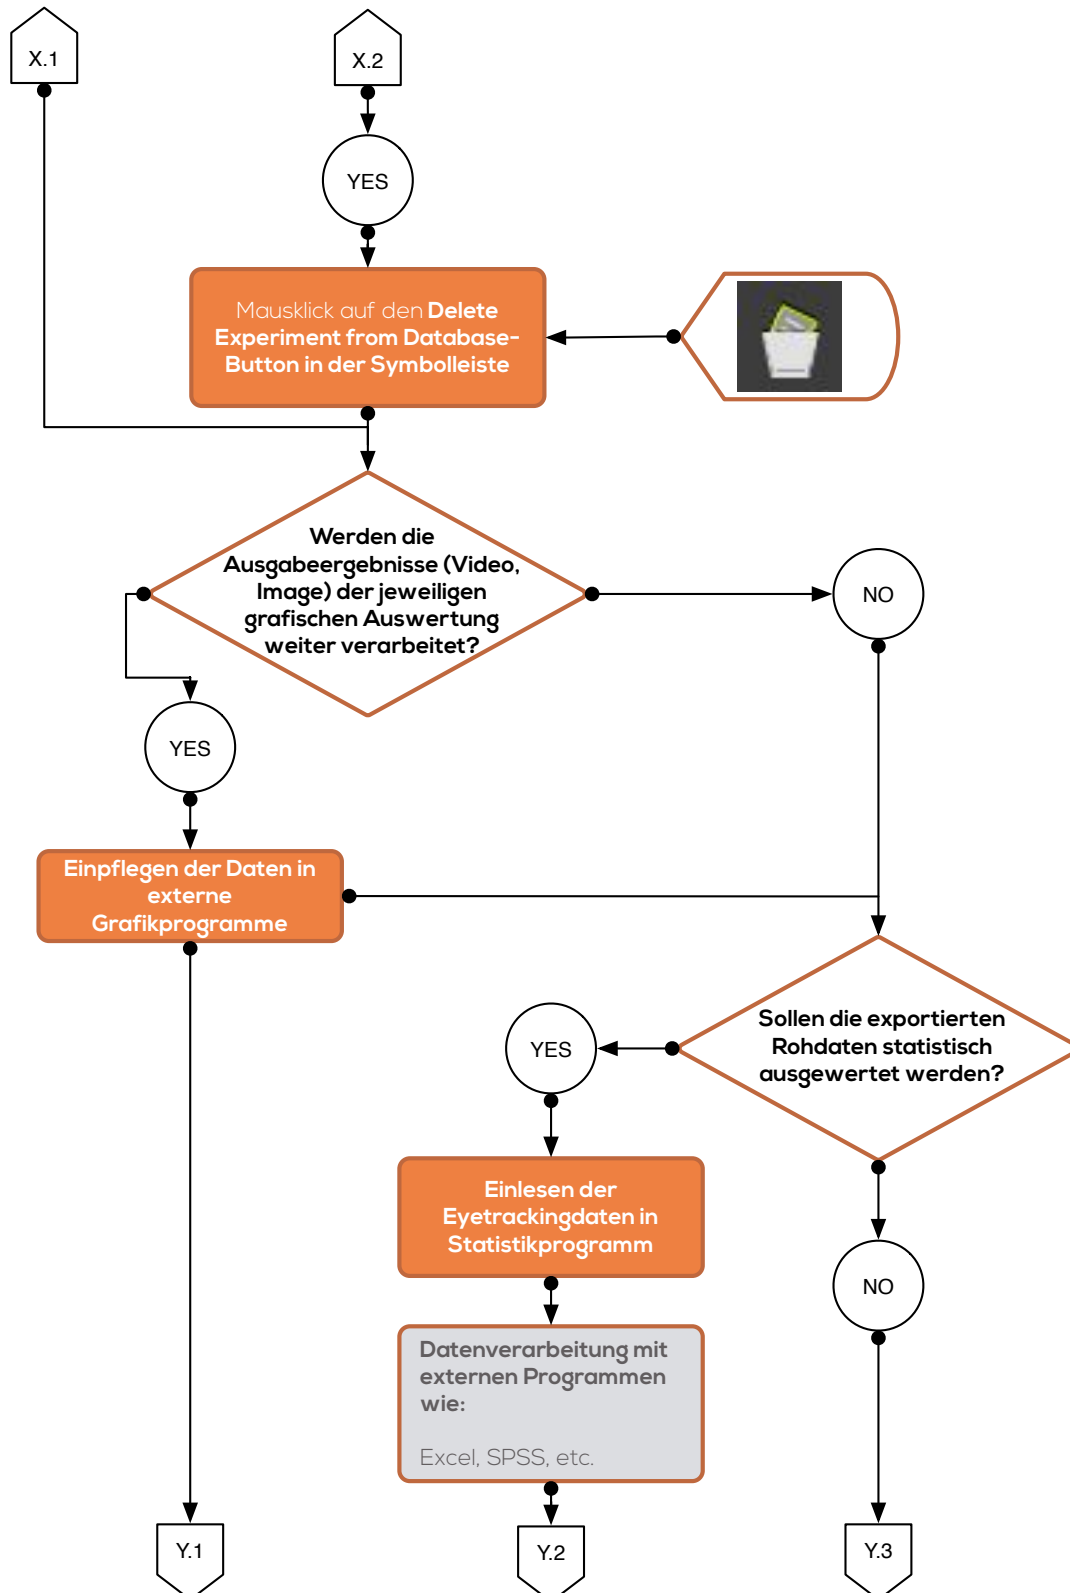 X.1
X.2
YES
Mausklick auf den Delete
Experiment from Database-
Button in der Symbolleiste
Werden die
Ausgabeergebnisse (Video,
Image) der jeweiligen
grafischen Auswertung
weiter verarbeitet?
NO
YES
Einpflegen der Daten in
externe
Grafikprogramme
Sollen die exportierten
Rohdaten statistisch
ausgewertet werden?
YES
Einlesen der
Eyetrackingdaten in
Statistikprogramm
NO
Datenverarbeitung mit
externen Programmen
wie:
Excel, SPSS, etc.
Y.1
Y.2
Y.3